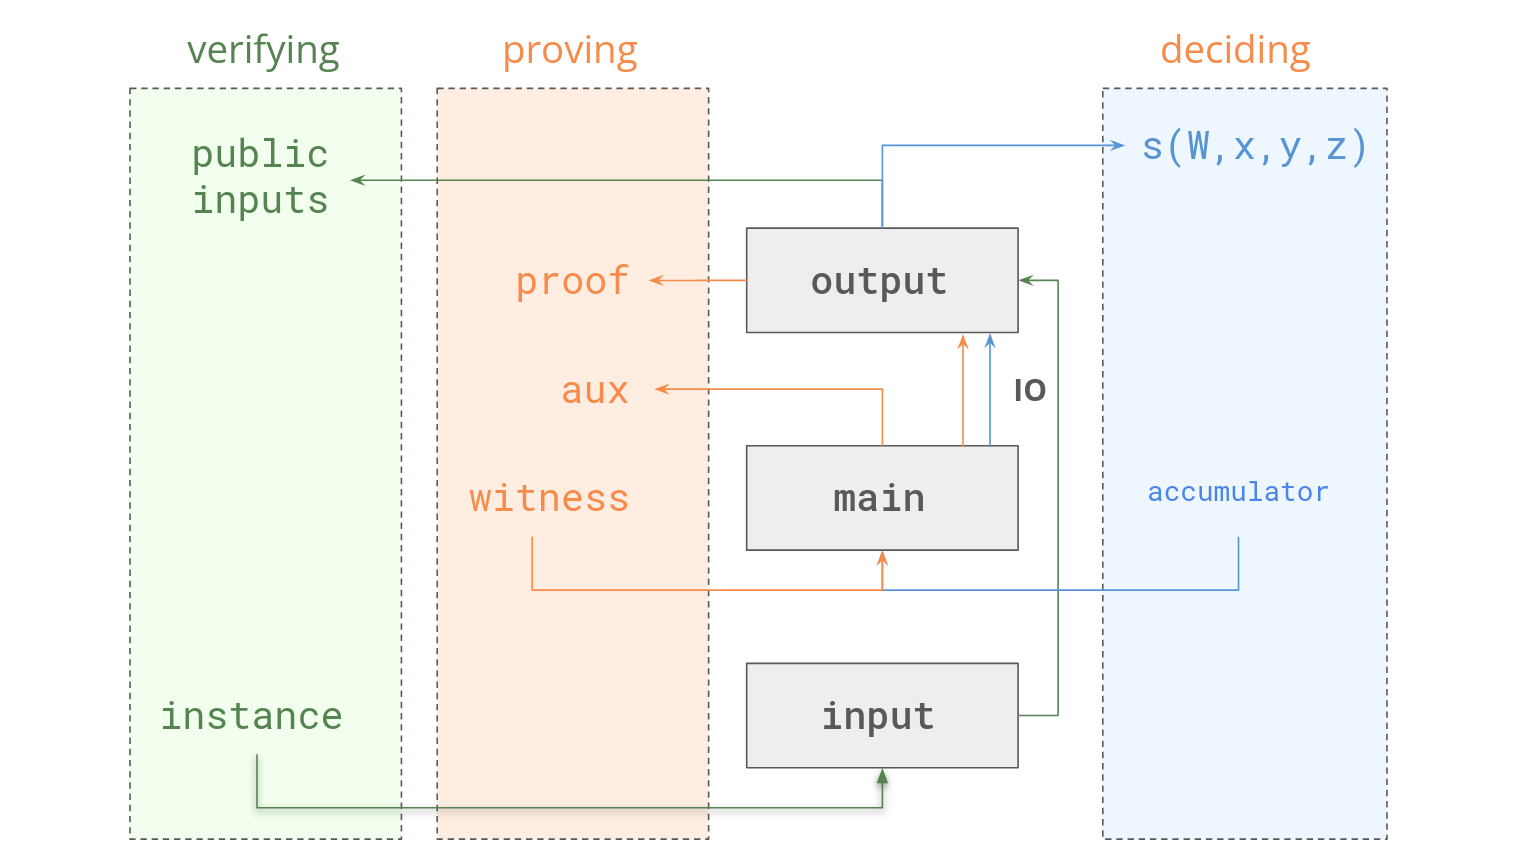 verifying
proving
deciding
public
inputs
s(W,x,y,z)
proof
output
aux
IO
witness
main
accumulator
instance
input